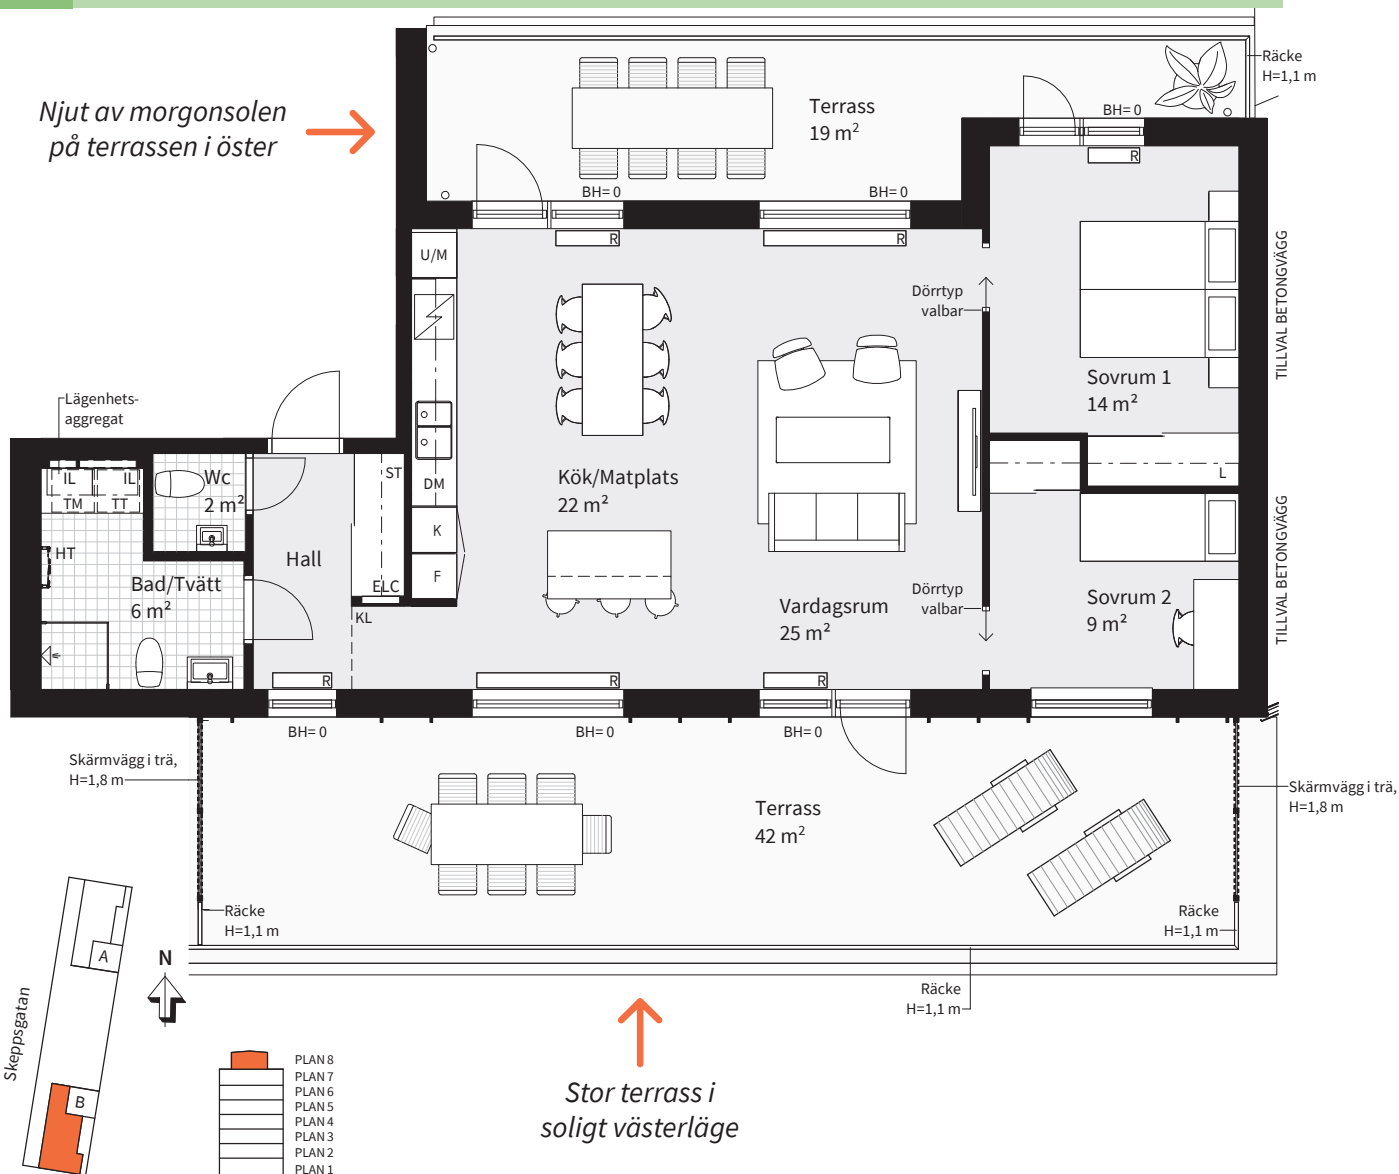 Njut av morgonsolen
på terrassen i öster
Terrass
19 m²
Räcke
H=1,1 m
BH= 0
BH= 0
BH= 0
R
R
R
U/M
Dörrtyp
valbar
TILLVAL BETONGVÄGG
Sovrum 1
14 m²
Lägenhets-
aggregat
IL
IL
TM
TT
Wc
2 m²
ST
DM
Kök/Matplats
22 m²
L
K
F
HT
Hall
Bad/Tvätt
6 m²
ELC
KL
Vardagsrum
25 m²
Dörrtyp
valbar
Sovrum 2
9 m²
TILLVAL BETONGVÄGG
R
R
R
BH= 0
BH= 0
BH= 0
Skärmvägg i trä,
H=1,8 m
Terrass
42 m²
Skärmvägg i trä,
H=1,8 m
Räcke
H=1,1 m
Räcke
H=1,1 m
Räcke
H=1,1 m
A
N
Skeppsgatan
B
PLAN 8
PLAN 7
PLAN 6
PLAN 5
PLAN 4
PLAN 3
PLAN 2
PLAN 1
Stor terrass i
soligt västerläge